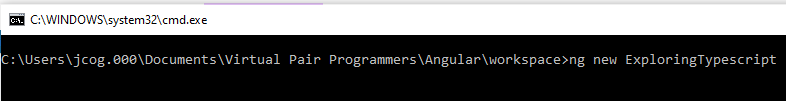 C:\WINDOWS\system32\cmd.exe
C:\Users\jcog.000\Documents\Virtual Pair Programmers\Angular\workspace>ng new ExploringTypescript